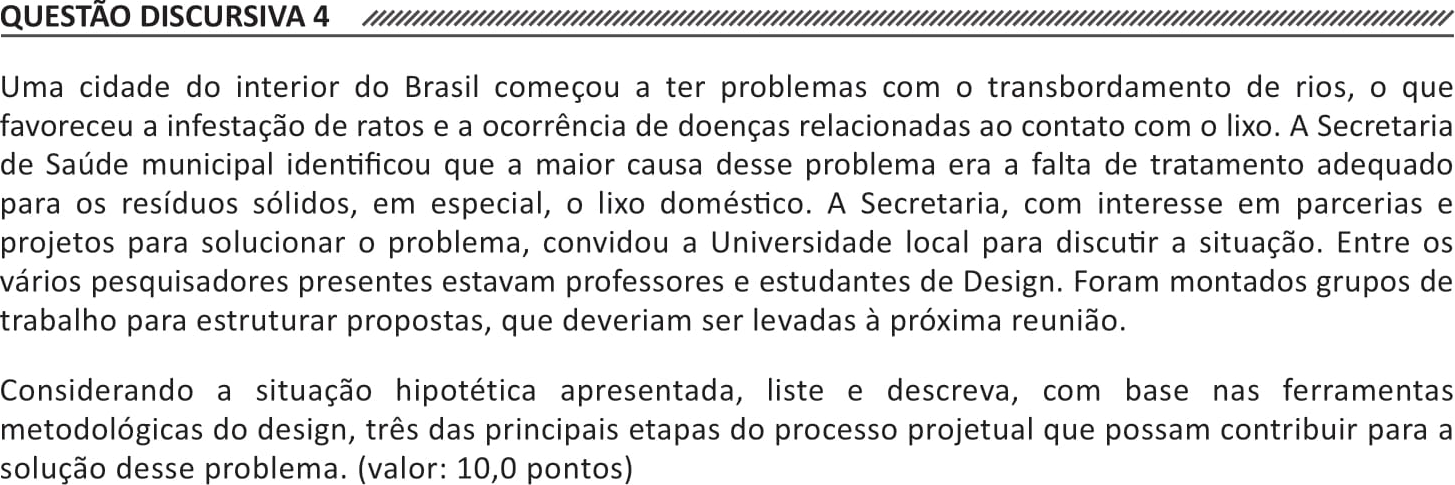 QUESTÃO DISCURSIVA 4
Uma cidade do interior do Brasil começou a ter problemas com o transbordamento de rios, o que
favoreceu a infestação de ratos e a ocorrência de doenças relacionadas ao contato com o lixo. A Secretaria
de Saúde municipal identificou que a maior causa desse problema era a falta de tratamento adequado
para os resíduos sólidos, em especial, o lixo doméstico. A Secretaria, com interesse em parcerias e
projetos para solucionar o problema, convidou a Universidade local para discutir a situação. Entre os
vários pesquisadores presentes estavam professores e estudantes de Design. Foram montados grupos de
trabalho para estruturar propostas, que deveriam ser levadas à próxima reunião.
Considerando a situação hipotética apresentada, liste e descreva, com base nas ferramentas
metodológicas do design, três das principais etapas do processo projetual que possam contribuir para a
solução desse problema. (valor: 10,0 pontos)